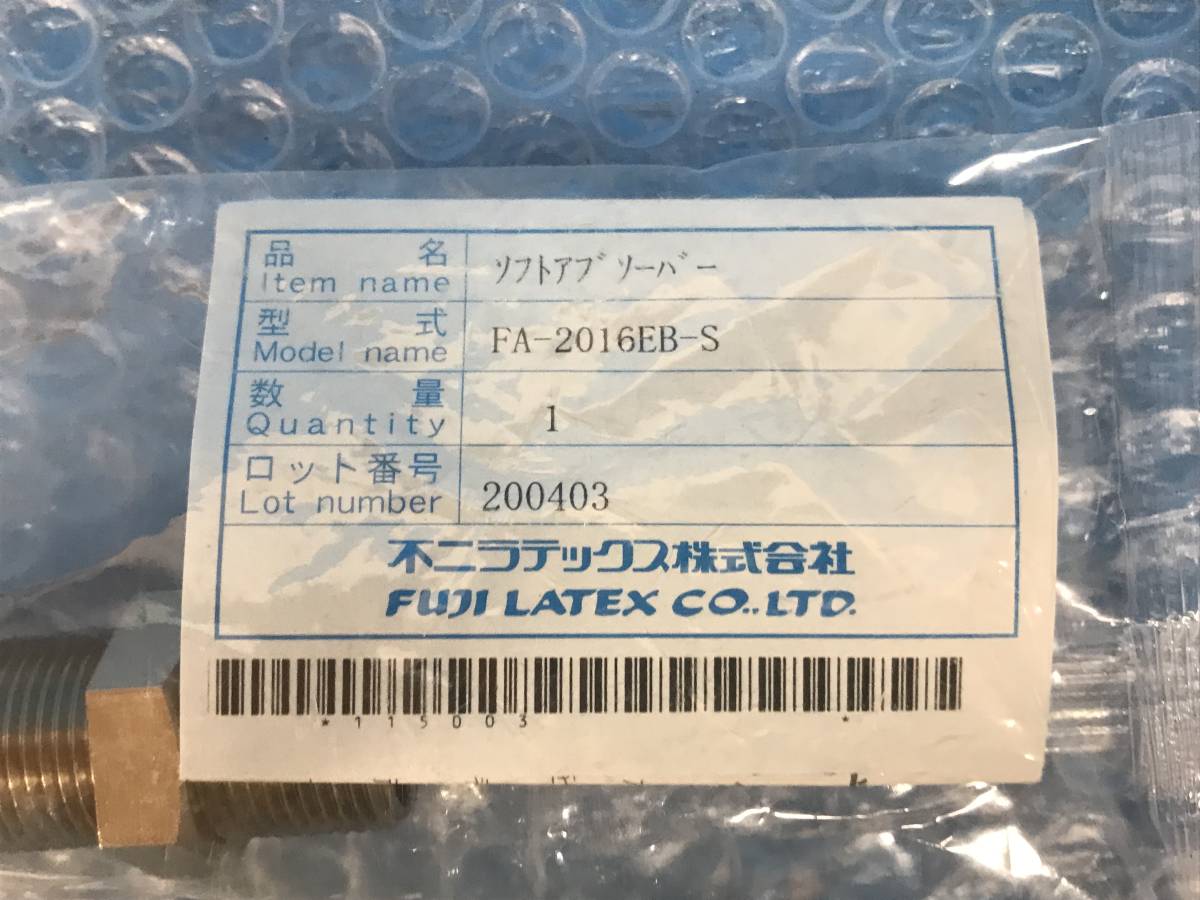 品名 ソフトアブソーバー
Item name
型式 FA-2016EB-S
Model name
数量 1
Quantity
ロット番号 200403
Lot number
不二ラテックス株式会社
FUJI LATEX CO.,LTD.
*115003 *